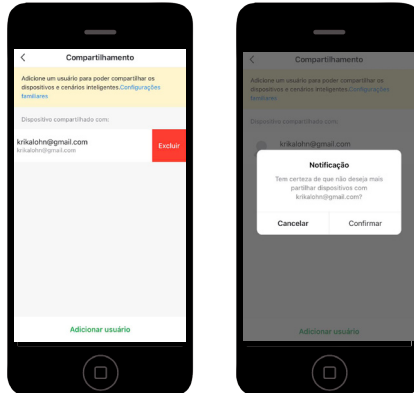 Compartilhamento
Adicione um usuário para poder compartilhar os
dispositivos e cenários inteligentes.Configurações
familiares
Dispositivo compartilhado com:
krikalohn@gmail.com
krikalohn@gmail.com
Excluir
Adicionar usuário
Compartilhamento
Adicione um usuário para poder compartilhar os
dispositivos e cenários inteligentes.Configurações
familiares
Dispositivo compartilhado com:
krikalohn@gmail.com
Notificação
Tem certeza de que não deseja mais
partilhar dispositivos com
krikalohn@gmail.com?
Cancelar
Confirmar
Adicionar usuário